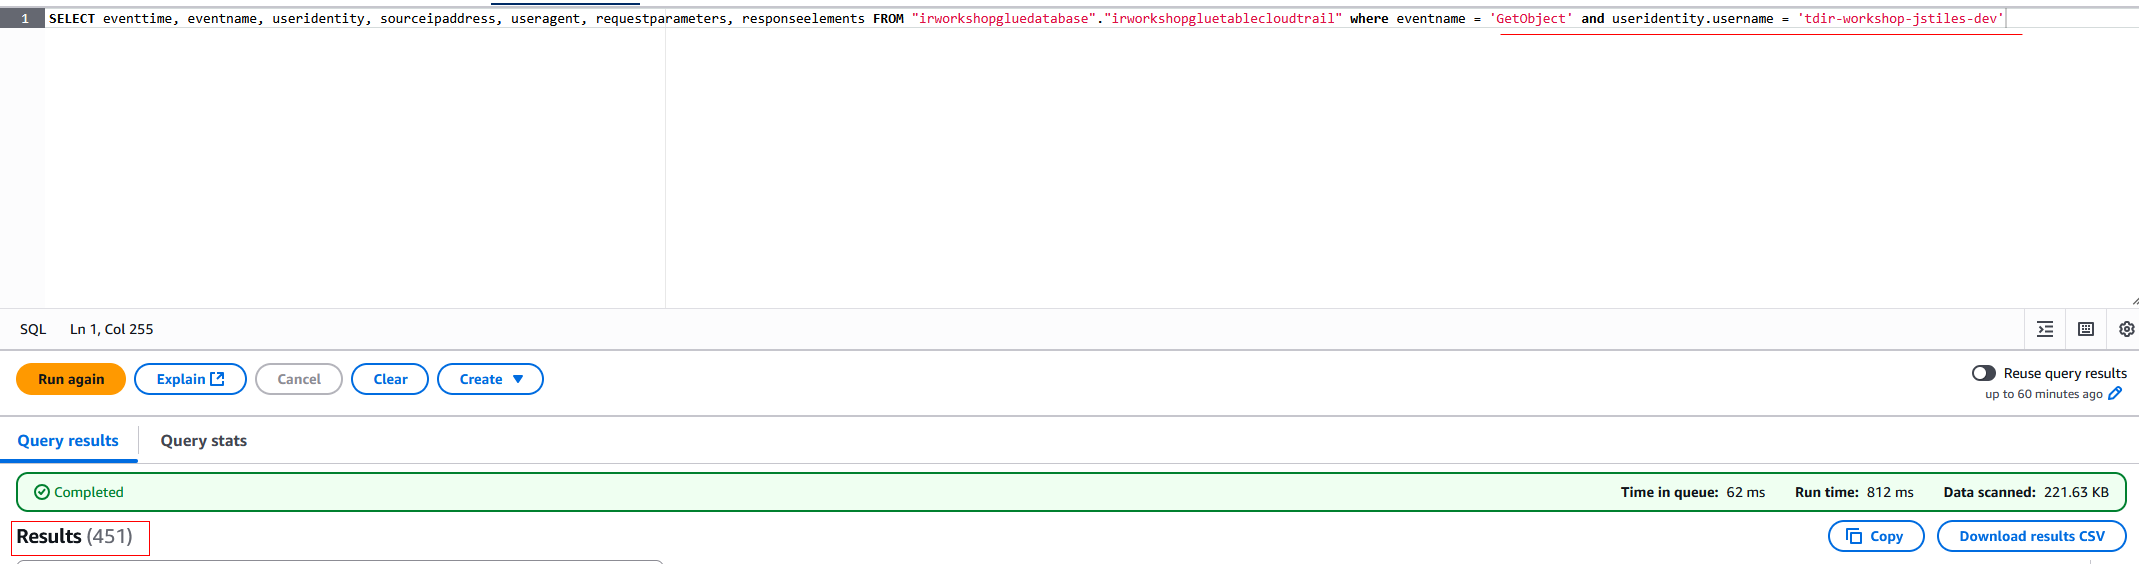 1 SELECT eventtime, eventname, useridentity, sourceipaddress, useragent, requestparameters, responseelements FROM "irworkshopgluedatabase"."irworkshopgluetablecloudtrail" where eventname = 'GetObject' and useridentity.username = 'tdir-workshop-jstiles-dev'
SQL Ln 1, Col 255
Run again Explain Cancel Clear Create Reuse query results
up to 60 minutes ago
Query results Query stats
Completed Time in queue: 62 ms Run time: 812 ms Data scanned: 221.63 KB
Results (451) Copy Download results CSV